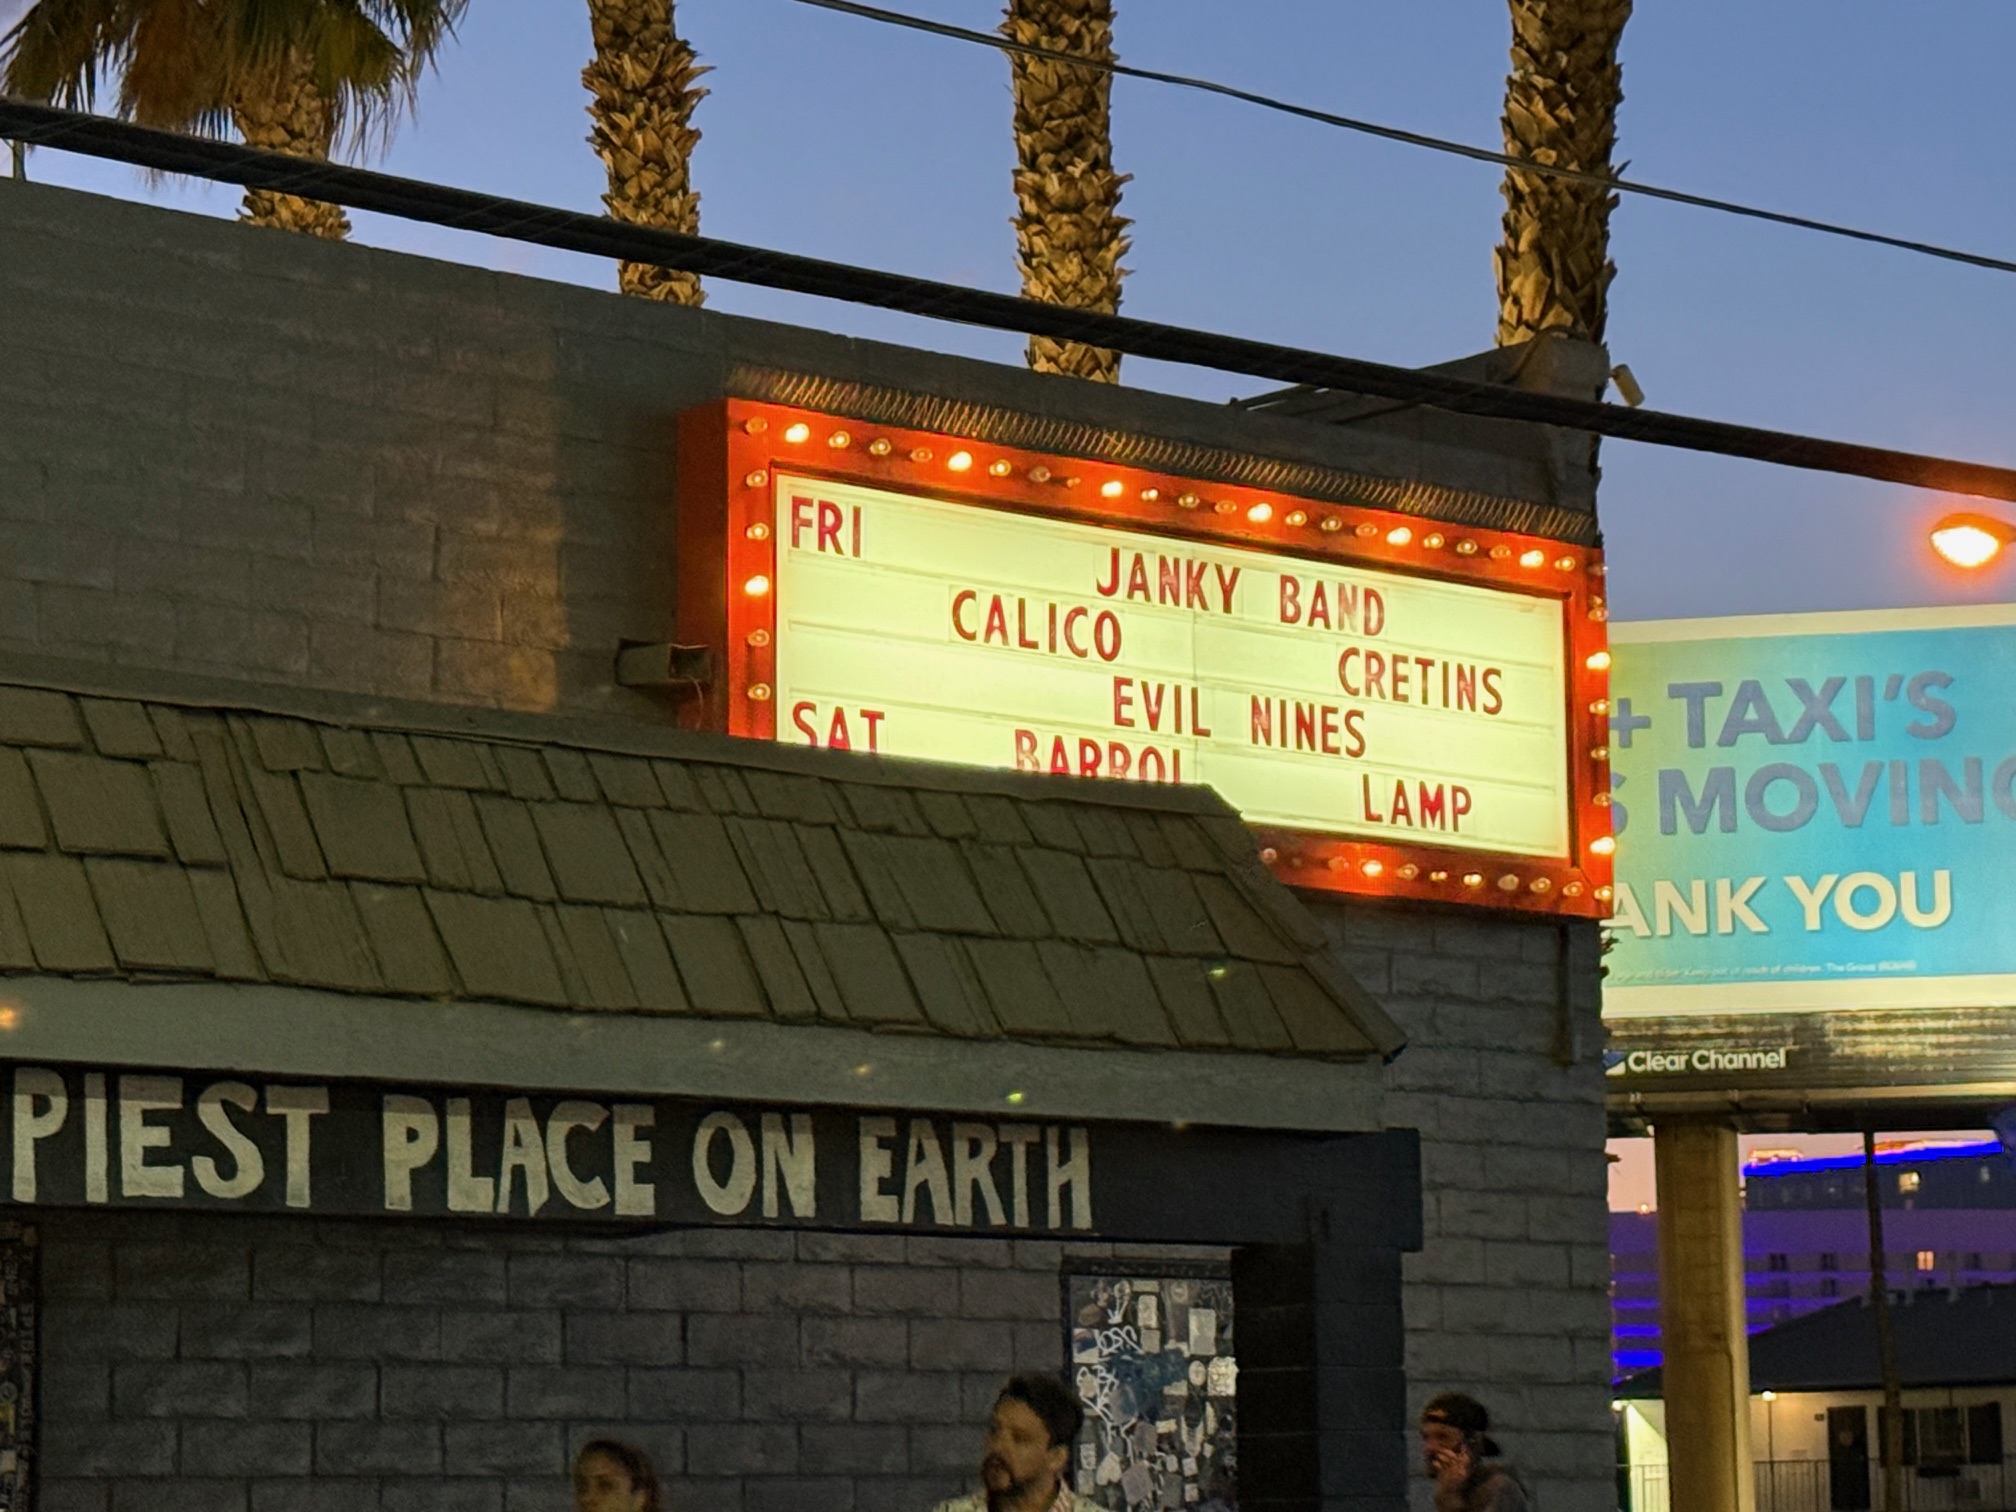 FRI
JANKY BAND
CALICO
CRETINS
EVIL NINES
SAT BARROL
LAMP
+ TAXI'S
S MOVING
ANK YOU
Clear Channel
PIEST PLACE ON EARTH